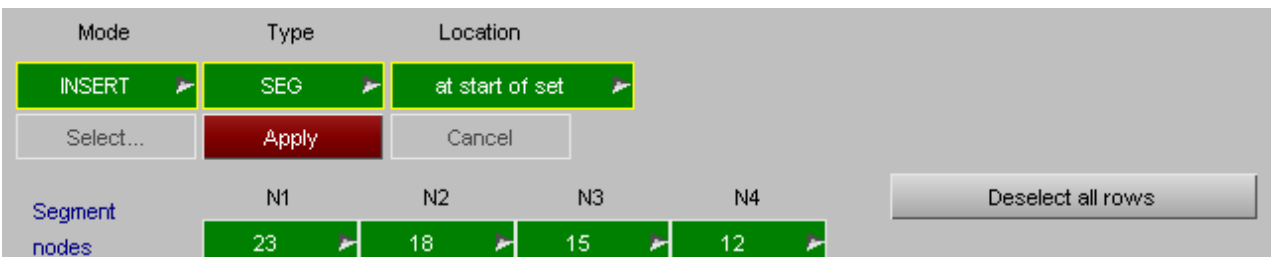 Mode Type Location
INSERT SEG at start of set
Select... Apply Cancel
Segment N1 N2 N3 N4 Deselect all rows
nodes 23 18 15 12